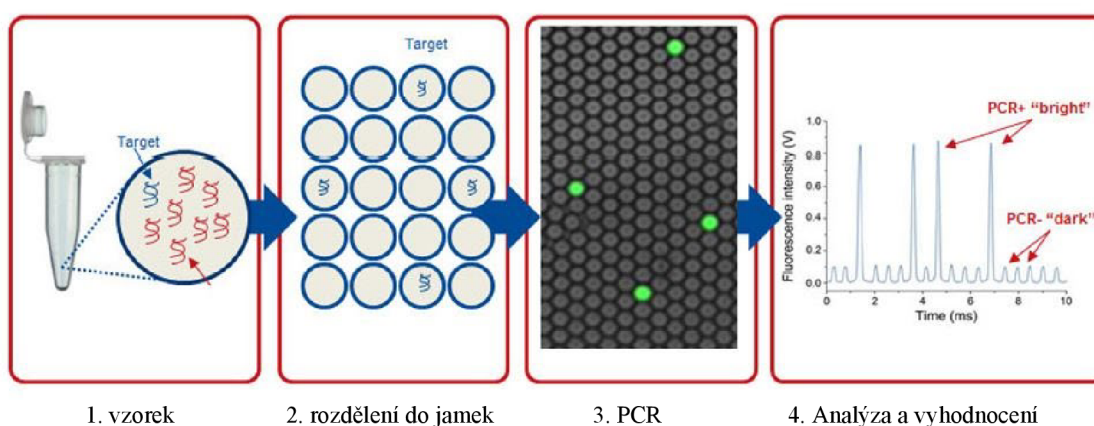 Target
Target
PCR+ “bright”
PCR- “dark”
Fluorescence intensity (V)
1.0
0.8
0.6
0.4
0.2
0.0
0 2 4 6 8 10
Time (ms)
1. vzorek
2. rozdělení do jamek
3. PCR
4. Analýza a vyhodnocení